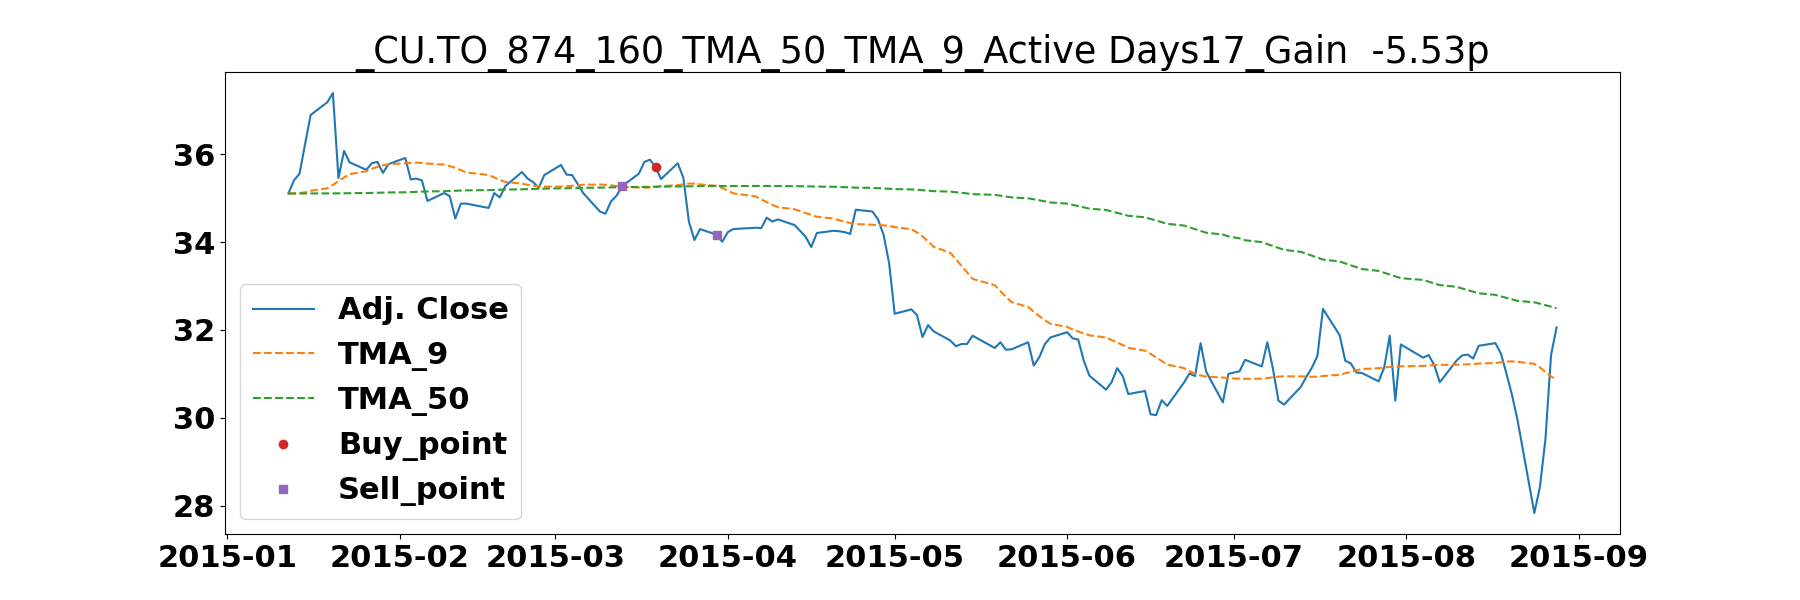 _CU.TO_874_160_TMA_50_TMA_9_Active Days17_Gain  -5.53p
36
34
32
30
28
Adj. Close
TMA_9
TMA_50
Buy_point
Sell_point
2015-01 2015-02 2015-03 2015-04 2015-05 2015-06 2015-07 2015-08 2015-09